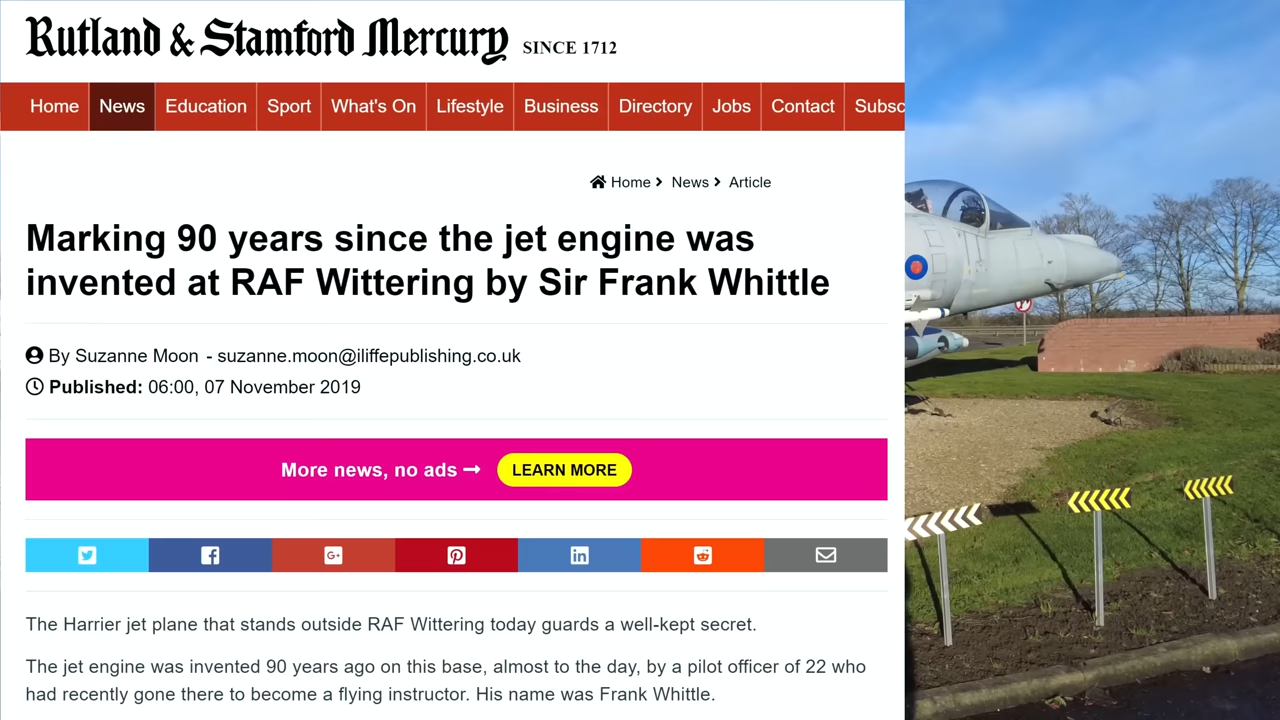 Rutland & Stamford Mercury SINCE 1712
Home News Education Sport What's On Lifestyle Business Directory Jobs Contact Subsc
Home > News > Article
Marking 90 years since the jet engine was
invented at RAF Wittering by Sir Frank Whittle
By Suzanne Moon - suzanne.moon@iliffepublishing.co.uk
Published: 06:00, 07 November 2019
More news, no ads → LEARN MORE
The Harrier jet plane that stands outside RAF Wittering today guards a well-kept secret.
The jet engine was invented 90 years ago on this base, almost to the day, by a pilot officer of 22 who
had recently gone there to become a flying instructor. His name was Frank Whittle.